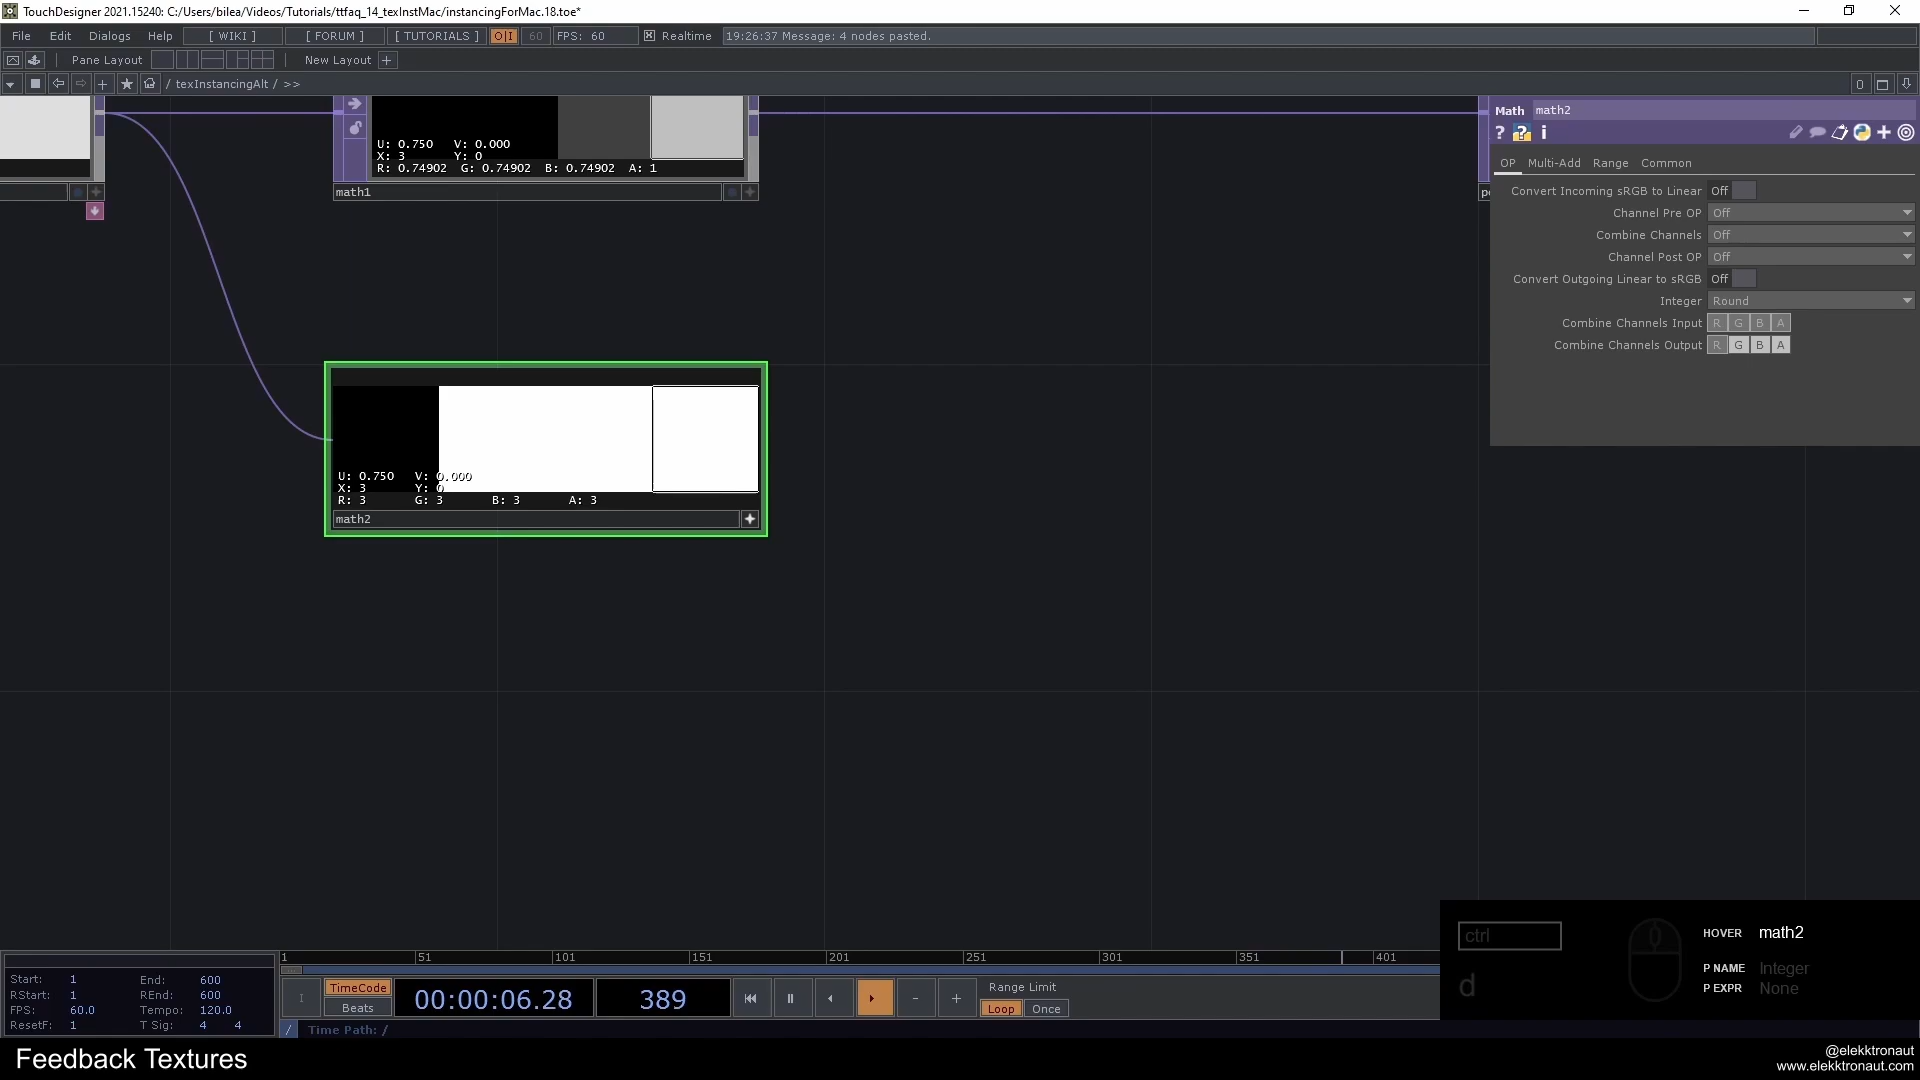 TouchDesigner 2021.15240: C:/Users/bilea/Videos/Tutorials/ttfaq_14_texInstMac/instancingForMac.18.toe*
File Edit Dialogs Help [ WIKI ] [ FORUM ] [ TUTORIALS ] O|I 60 FPS: 60 Realtime 19:26:37 Message: 4 nodes pasted.
Pane Layout New Layout +
/ texInstancingAlt / >> 0
U: 0.750 V: 0.000
X: 3 Y: 0
R: 0.74902 G: 0.74902 B: 0.74902 A: 1
math1
Math math2
? ? i
OP Multi-Add Range Common
Convert Incoming sRGB to Linear Off
Channel Pre OP Off
Combine Channels Off
Channel Post OP Off
Convert Outgoing Linear to sRGB Off
Integer Round
Combine Channels Input R G B A
Combine Channels Output R G B A
U: 0.750 V: 0.000
X: 3 Y: 0
R: 3 G: 3 B: 3 A: 3
math2
ctrl
d
HOVER math2
P NAME Integer
P EXPR None
1 51 101 151 201 251 301 351 401
Start: 1 End: 600
RStart: 1 REnd: 600
FPS: 60.0 Tempo: 120.0
ResetF: 1 T Sig: 4 4
TimeCode
Beats
00:00:06.28
389
Range Limit
Loop Once
/ Time Path: /
Feedback Textures
@elekktronaut
www.elekktronaut.com